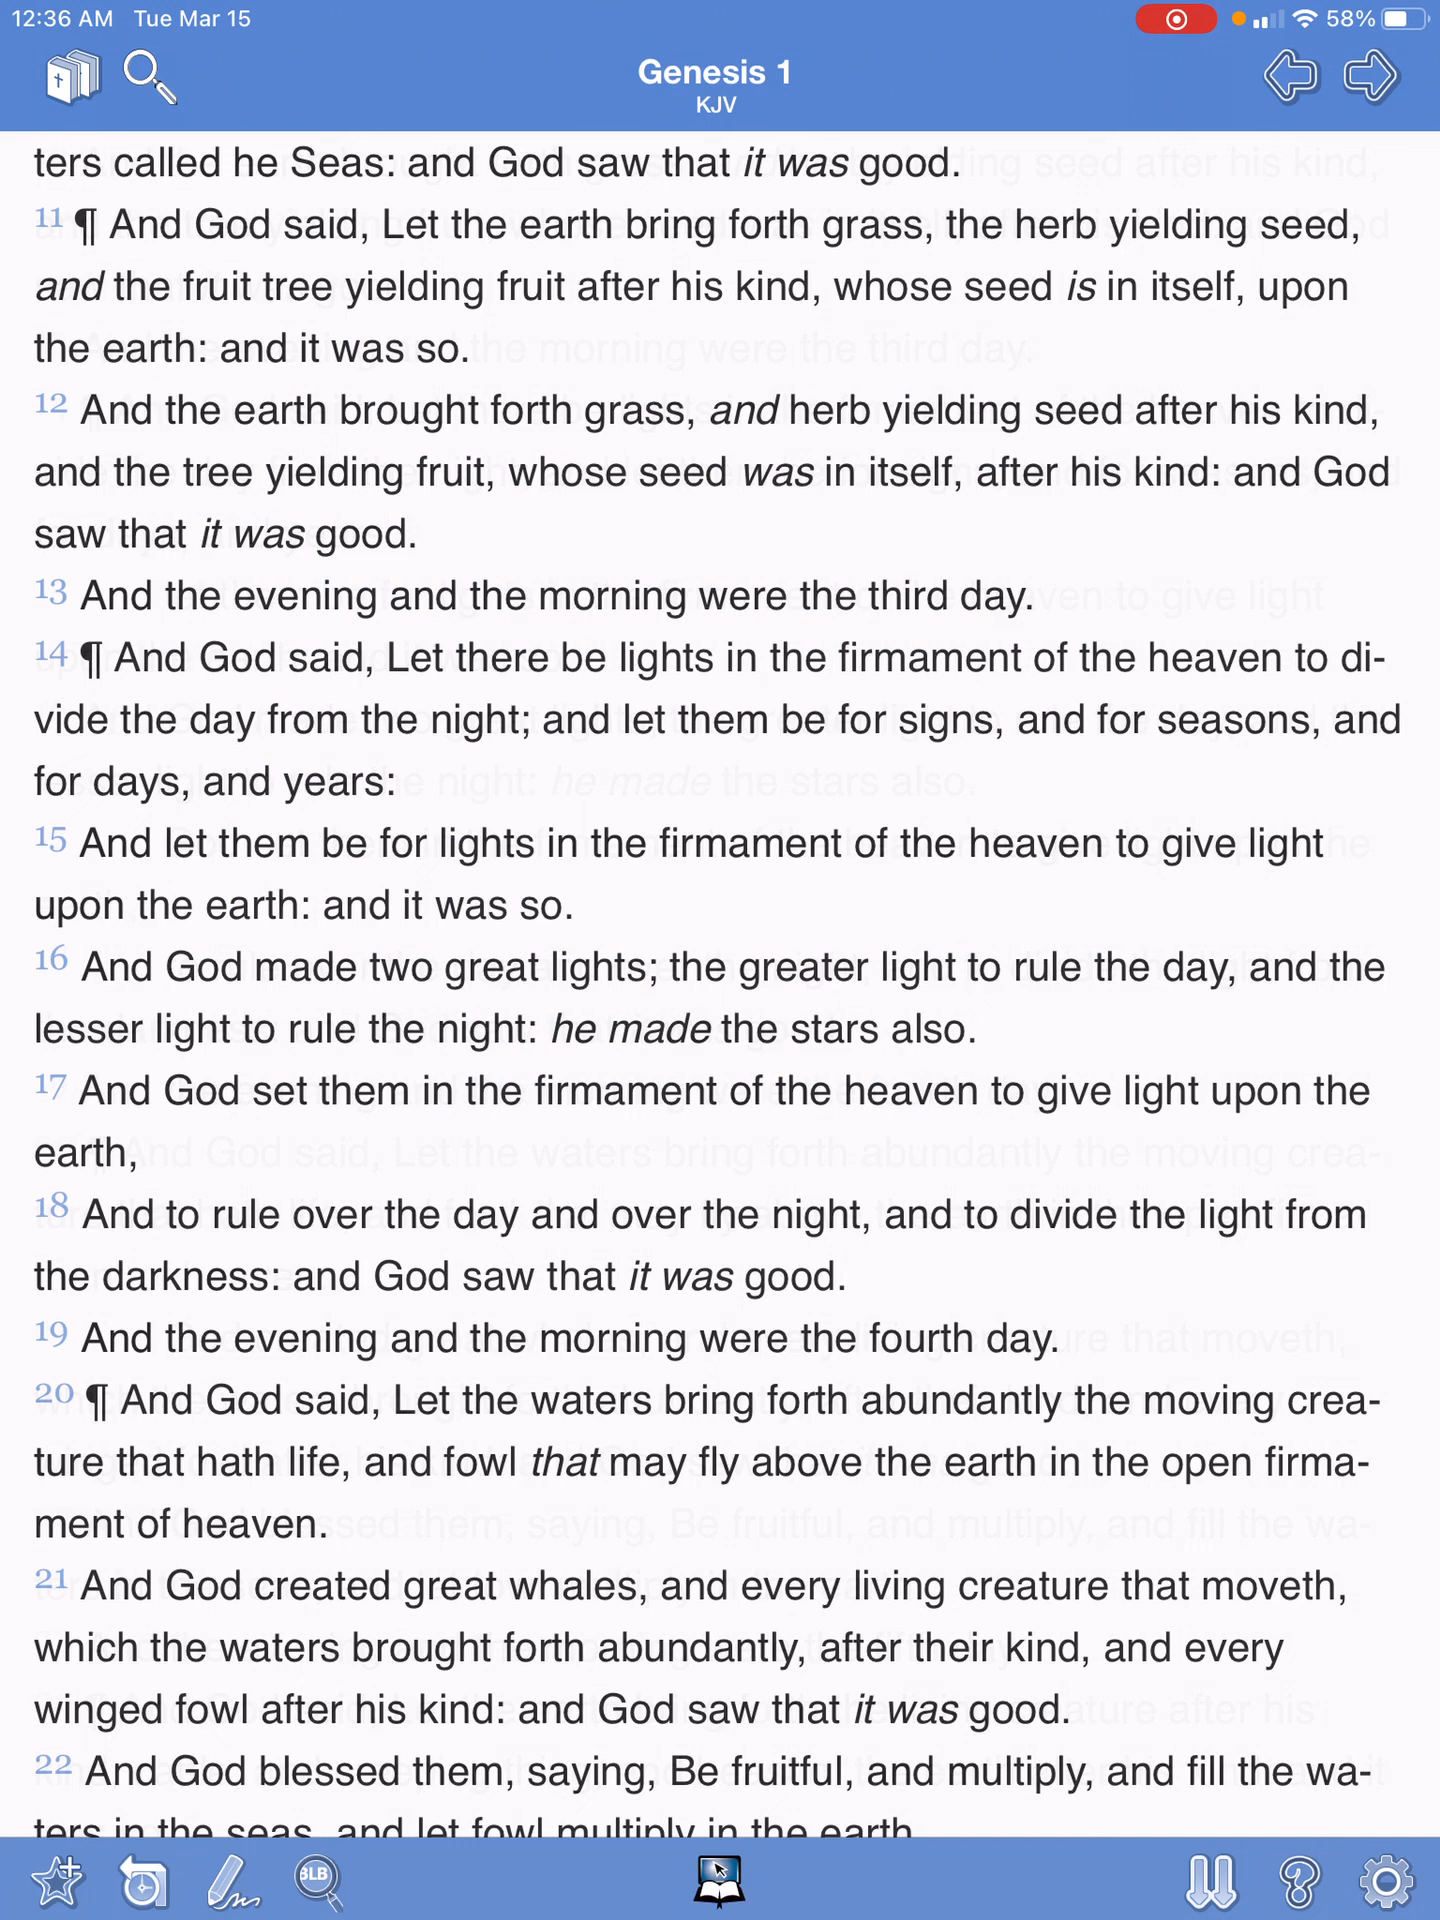 12:36 AM Tue Mar 15 58%
Genesis 1
KJV
ters called he Seas: and God saw that it was good.
11 ¶ And God said, Let the earth bring forth grass, the herb yielding seed,
and the fruit tree yielding fruit after his kind, whose seed is in itself, upon
the earth: and it was so.
12 And the earth brought forth grass, and herb yielding seed after his kind,
and the tree yielding fruit, whose seed was in itself, after his kind: and God
saw that it was good.
13 And the evening and the morning were the third day.
14 ¶ And God said, Let there be lights in the firmament of the heaven to di-
vide the day from the night; and let them be for signs, and for seasons, and
for days, and years:
15 And let them be for lights in the firmament of the heaven to give light
upon the earth: and it was so.
16 And God made two great lights; the greater light to rule the day, and the
lesser light to rule the night: he made the stars also.
17 And God set them in the firmament of the heaven to give light upon the
earth,
18 And to rule over the day and over the night, and to divide the light from
the darkness: and God saw that it was good.
19 And the evening and the morning were the fourth day.
20 ¶ And God said, Let the waters bring forth abundantly the moving crea-
ture that hath life, and fowl that may fly above the earth in the open firma-
ment of heaven.
21 And God created great whales, and every living creature that moveth,
which the waters brought forth abundantly, after their kind, and every
winged fowl after his kind: and God saw that it was good.
22 And God blessed them, saying, Be fruitful, and multiply, and fill the wa-
ters in the seas, and let fowl multiply in the earth
BLB